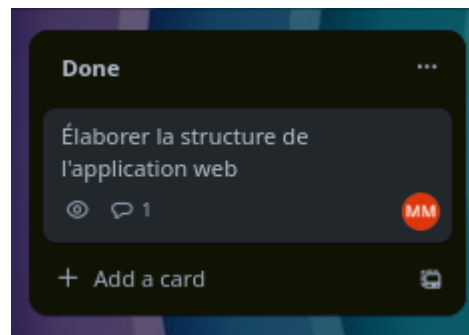 Done
Élaborer la structure de
l'application web
1
MM
+ Add a card